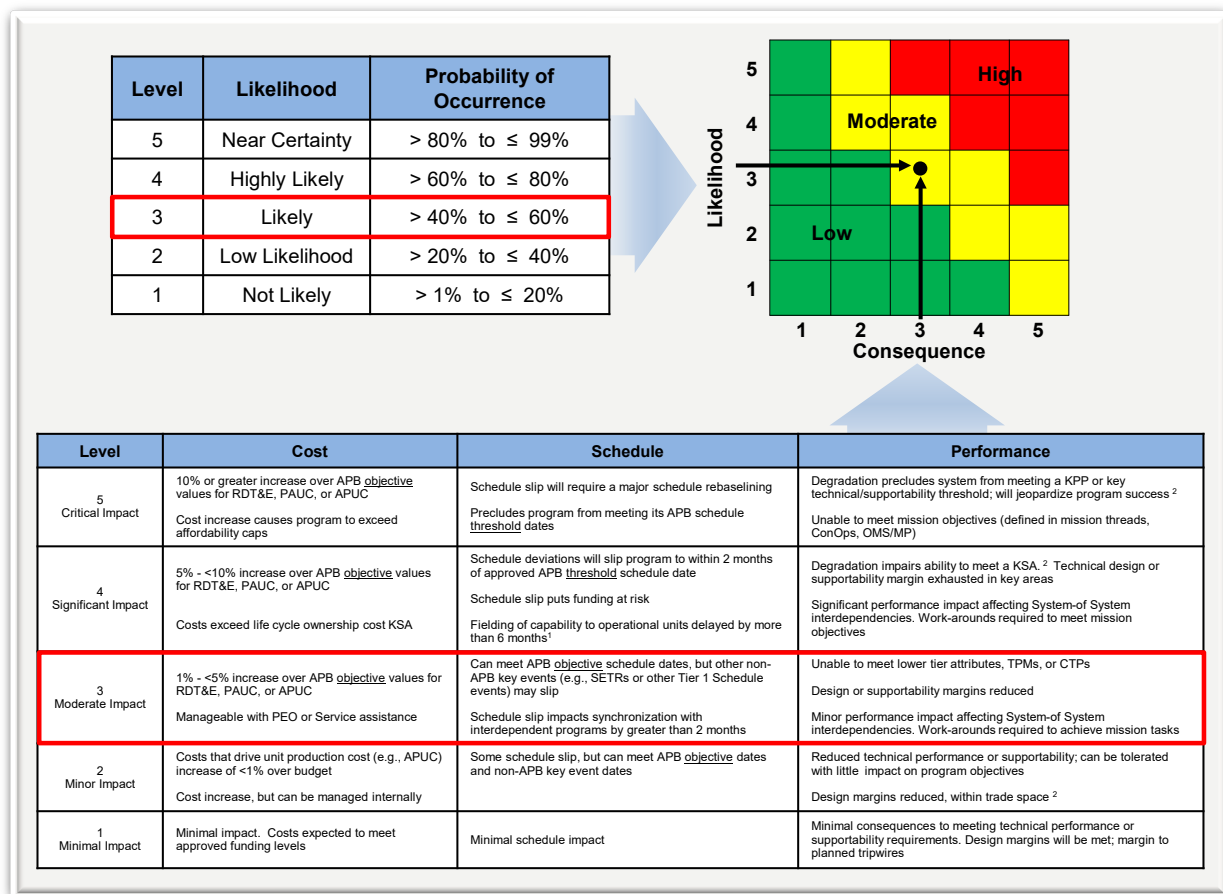 Level Likelihood Probability of
Occurrence
5 Near Certainty > 80% to ≤ 99%
4 Highly Likely > 60% to ≤ 80%
3 Likely > 40% to ≤ 60%
2 Low Likelihood > 20% to ≤ 40%
1 Not Likely > 1% to ≤ 20%
Likelihood
5
4
3
2
1
High
Moderate
Low
1 2 3 4 5
Consequence
Level Cost Schedule Performance
5
Critical Impact
10% or greater increase over APB objective
values for RDT&E, PAUC, or APUC
Cost increase causes program to exceed
affordability caps
Schedule slip will require a major schedule rebaselining
Precludes program from meeting its APB schedule
threshold dates
Degradation precludes system from meeting a KPP or key
technical/supportability threshold; will jeopardize program success 2
Unable to meet mission objectives (defined in mission threads,
ConOps, OMS/MP)
4
Significant Impact
5% - <10% increase over APB objective values
for RDT&E, PAUC, or APUC
Costs exceed life cycle ownership cost KSA
Schedule deviations will slip program to within 2 months
of approved APB threshold schedule date
Schedule slip puts funding at risk
Fielding of capability to operational units delayed by more
than 6 months1
Degradation impairs ability to meet a KSA. 2 Technical design or
supportability margin exhausted in key areas
Significant performance impact affecting System-of System
interdependencies. Work-arounds required to meet mission
objectives
3
Moderate Impact
1% - <5% increase over APB objective values for
RDT&E, PAUC, or APUC
Manageable with PEO or Service assistance
Can meet APB objective schedule dates, but other non-
APB key events (e.g., SETRs or other Tier 1 Schedule
events) may slip
Schedule slip impacts synchronization with
interdependent programs by greater than 2 months
Unable to meet lower tier attributes, TPMs, or CTPs
Design or supportability margins reduced
Minor performance impact affecting System-of System
interdependencies. Work-arounds required to achieve mission tasks
2
Minor Impact
Costs that drive unit production cost (e.g., APUC)
increase of <1% over budget
Cost increase, but can be managed internally
Some schedule slip, but can meet APB objective dates
and non-APB key event dates
Reduced technical performance or supportability; can be tolerated
with little impact on program objectives
Design margins reduced, within trade space 2
1
Minimal Impact
Minimal impact. Costs expected to meet
approved funding levels
Minimal schedule impact
Minimal consequences to meeting technical performance or
supportability requirements. Design margins will be met; margin to
planned tripwires